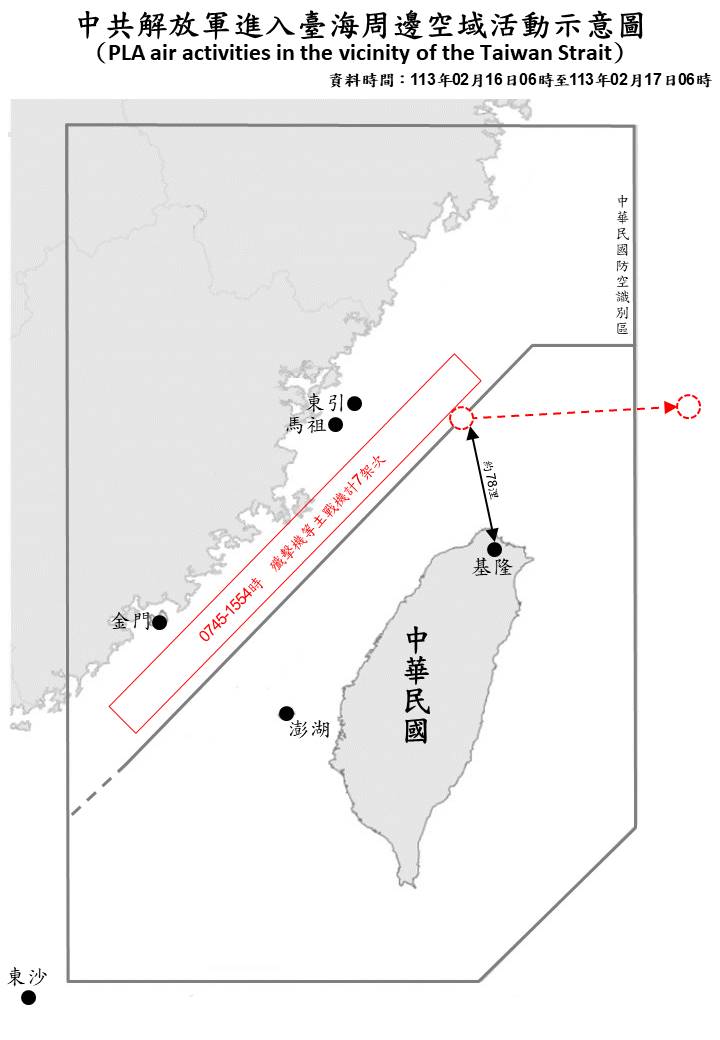 中共解放軍進入臺海周邊空域活動示意圖
（PLA air activities in the vicinity of the Taiwan Strait）
資料時間：113年02月16日06時至113年02月17日06時
中華民國防空識別區
東引
馬祖
約78浬
0745-1554時 殲擊機等主戰機計7架次
基隆
金門
中華民國
澎湖
東沙